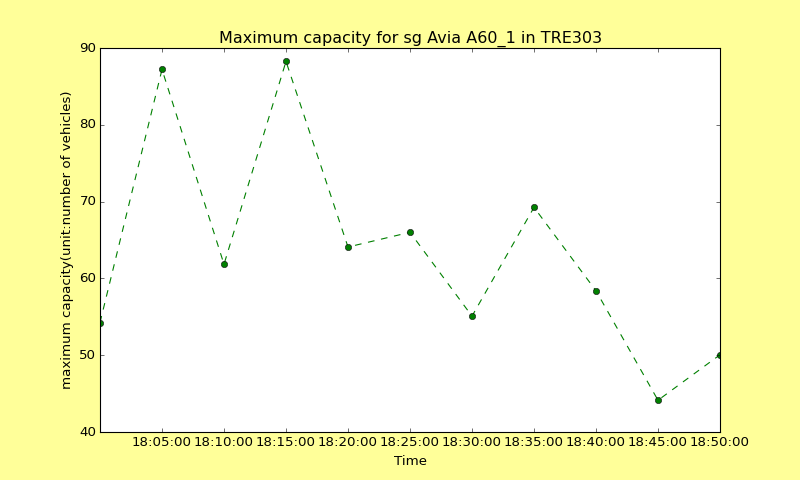 Maximum capacity for sg Avia A60_1 in TRE303
maximum capacity(unit:number of vehicles)
90
80
70
60
50
40
18:05:00 18:10:00 18:15:00 18:20:00 18:25:00 18:30:00 18:35:00 18:40:00 18:45:00 18:50:00
Time